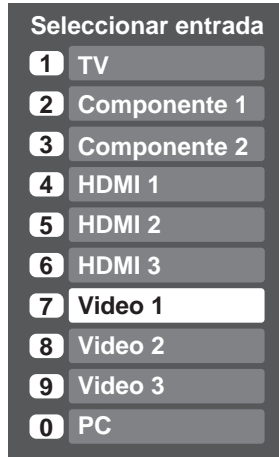 Seleccionar entrada
1 TV
2 Componente 1
3 Componente 2
4 HDMI 1
5 HDMI 2
6 HDMI 3
7 Video 1
8 Video 2
9 Video 3
0 PC